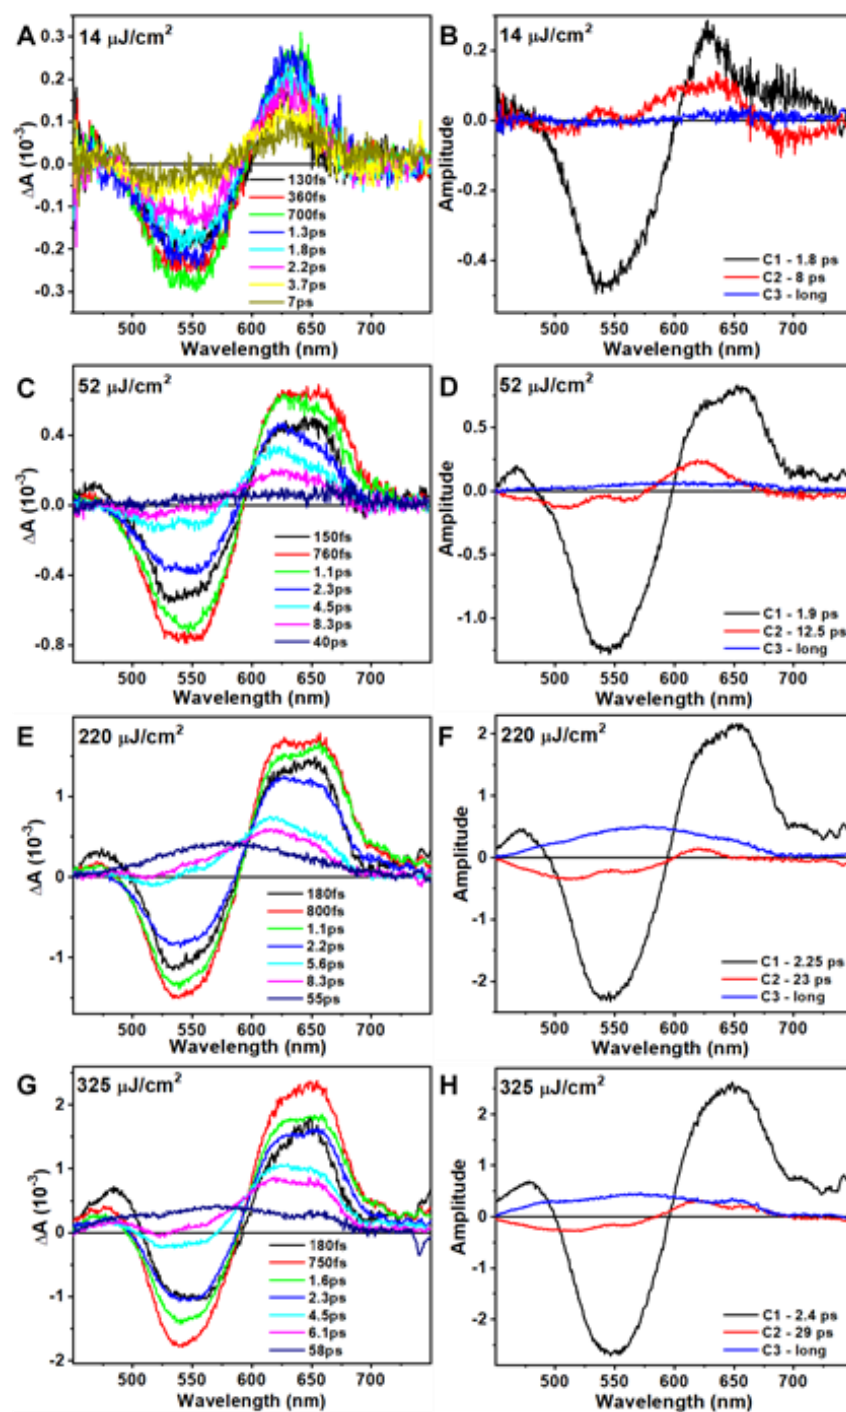 A 14 μJ/cm²
ΔA (10⁻³)
0.3
0.2
0.1
0.0
-0.1
-0.2
-0.3
130fs
360fs
700fs
1.3ps
1.8ps
2.2ps
3.7ps
7ps
500 550 600 650 700
Wavelength (nm)
B 14 μJ/cm²
Amplitude
0.2
0.0
-0.2
-0.4
C1 - 1.8 ps
C2 - 8 ps
C3 - long
500 550 600 650 700
Wavelength (nm)
C 52 μJ/cm²
ΔA (10⁻³)
0.4
0.0
-0.4
-0.8
150fs
760fs
1.1ps
2.3ps
4.5ps
8.3ps
40ps
500 550 600 650 700
Wavelength (nm)
D 52 μJ/cm²
Amplitude
0.5
0.0
-0.5
-1.0
C1 - 1.9 ps
C2 - 12.5 ps
C3 - long
500 550 600 650 700
Wavelength (nm)
E 220 μJ/cm²
ΔA (10⁻³)
1
0
-1
180fs
800fs
1.1ps
2.2ps
5.6ps
8.3ps
55ps
500 550 600 650 700
Wavelength (nm)
F 220 μJ/cm²
Amplitude
2
1
0
-1
-2
C1 - 2.25 ps
C2 - 23 ps
C3 - long
500 550 600 650 700
Wavelength (nm)
G 325 μJ/cm²
ΔA (10⁻³)
2
1
0
-1
-2
180fs
750fs
1.6ps
2.3ps
4.5ps
6.1ps
58ps
500 550 600 650 700
Wavelength (nm)
H 325 μJ/cm²
Amplitude
2
1
0
-1
-2
C1 - 2.4 ps
C2 - 29 ps
C3 - long
500 550 600 650 700
Wavelength (nm)